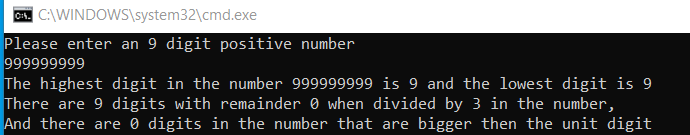 C:\WINDOWS\system32\cmd.exe
Please enter an 9 digit positive number
999999999
The highest digit in the number 999999999 is 9 and the lowest digit is 9
There are 9 digits with remainder 0 when divided by 3 in the number,
And there are 0 digits in the number that are bigger then the unit digit